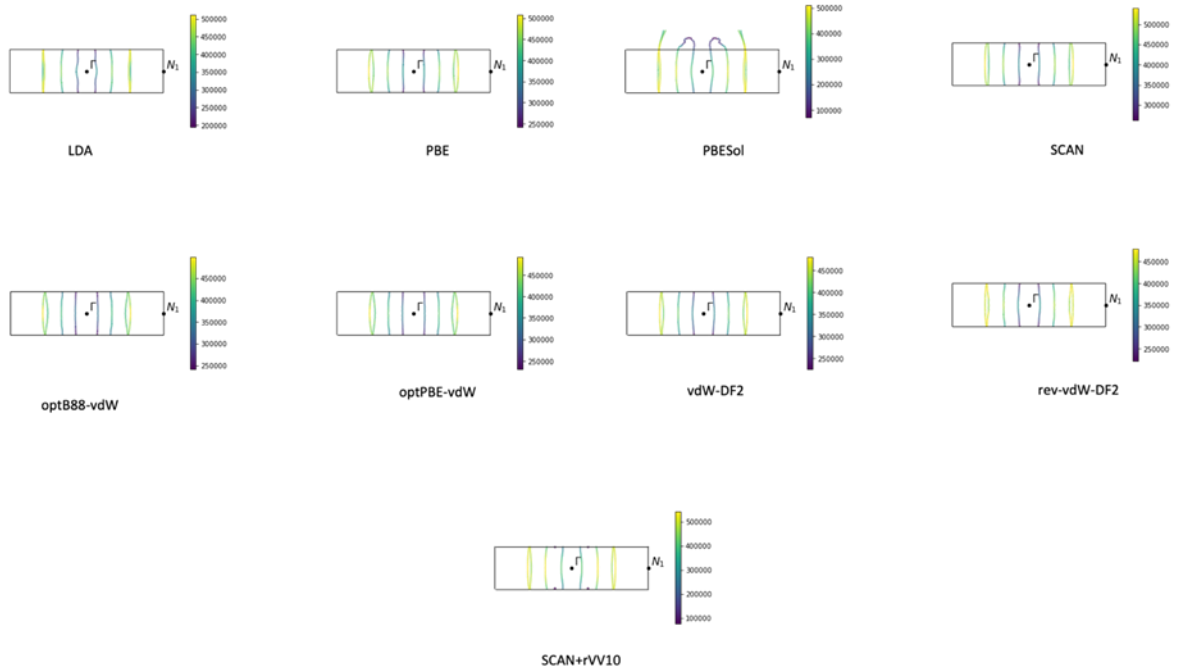 500000
450000
400000
350000
300000
250000
200000
Γ
N1
LDA
500000
450000
400000
350000
300000
250000
Γ
N1
PBE
500000
400000
300000
200000
100000
Γ
N1
PBESol
500000
450000
400000
350000
300000
Γ
N1
SCAN
450000
400000
350000
300000
250000
Γ
N1
optB88-vdW
450000
400000
350000
300000
250000
Γ
N1
optPBE-vdW
450000
400000
350000
300000
250000
Γ
N1
vdW-DF2
450000
400000
350000
300000
250000
Γ
N1
rev-vdW-DF2
500000
400000
300000
200000
100000
Γ
N1
SCAN+rVV10